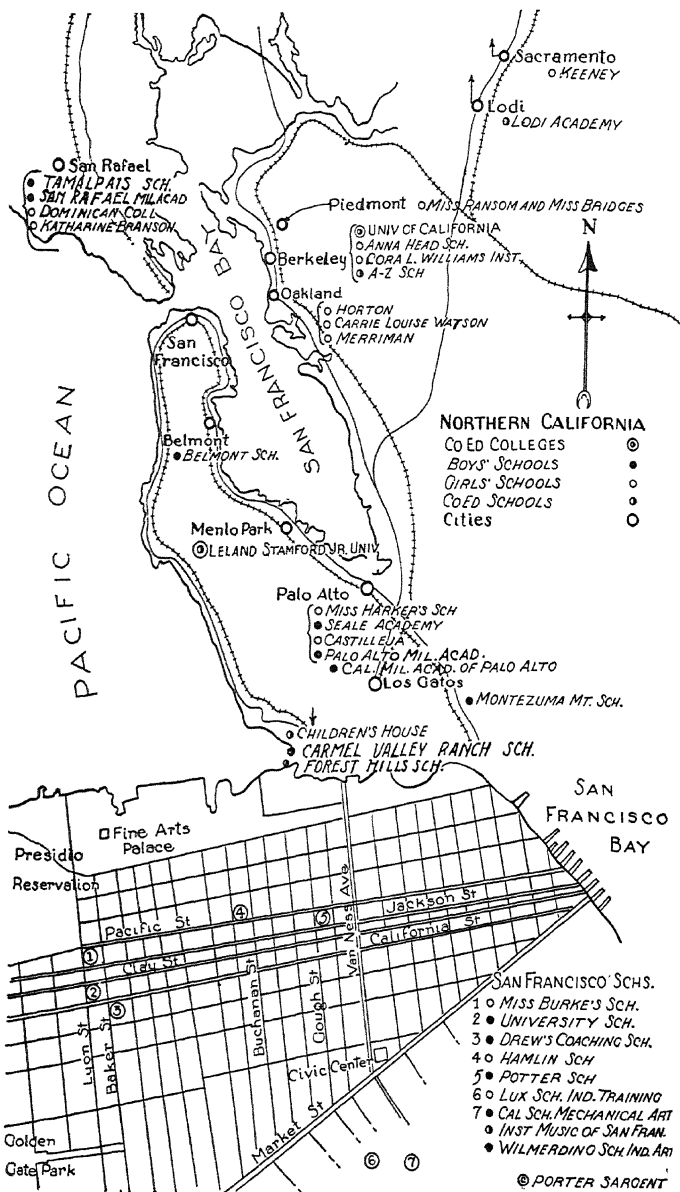 Sacramento
KEENEY
Lodi
LODI ACADEMY
San Rafael
TAMALPAIS SCH.
SAN RAFAEL MIL ACAD
DOMINICAN COLL
KATHARINE BRANSON
Piedmont
MISS RANSOM AND MISS BRIDGES
UNIV OF CALIFORNIA
ANNA HEAD SCH.
Berkeley
CORA L. WILLIAMS INST.
A-Z SCH
N
Oakland
HORTON
CARRIE LOUISE WATSON
MERRIMAN
San
Francisco
SAN FRANCISCO BAY
PACIFIC OCEAN
Belmont
BELMONT SCH.
NORTHERN CALIFORNIA
COED COLLEGES
BOYS' SCHOOLS
GIRLS' SCHOOLS
COED SCHOOLS
Cities
Menlo Park
LELAND STAMFORD JR. UNIV.
Palo Alto
MISS HARKER'S SCH
SEALE ACADEMY
CASTILLEJA
PALO ALTO MIL. ACAD.
CAL. MIL. ACAD. OF PALO ALTO
Los Gatos
MONTEZUMA MT. SCH.
CHILDREN'S HOUSE
CARMEL VALLEY RANCH SCH.
FOREST HILLS SCH.
SAN
FRANCISCO
BAY
Fine Arts
Palace
Presidio
Reservation
Pacific St
Jackson St
Clay St
California St
Van Ness Ave
4
5
1
2
3
Lyon St
Baker St
Buchanan St
Gough St
Civic Center
Market St
Golden
Gate Park
6
7
SAN FRANCISCO SCHS.
1 MISS BURKE'S SCH.
2 UNIVERSITY SCH.
3 DREW'S COACHING SCH.
4 HAMLIN SCH
5 POTTER SCH
6 LUX SCH. IND. TRAINING
7 CAL SCH. MECHANICAL ART
INST MUSIC OF SAN FRAN.
WILMERDING SCH. IND. ART
© PORTER SARGENT